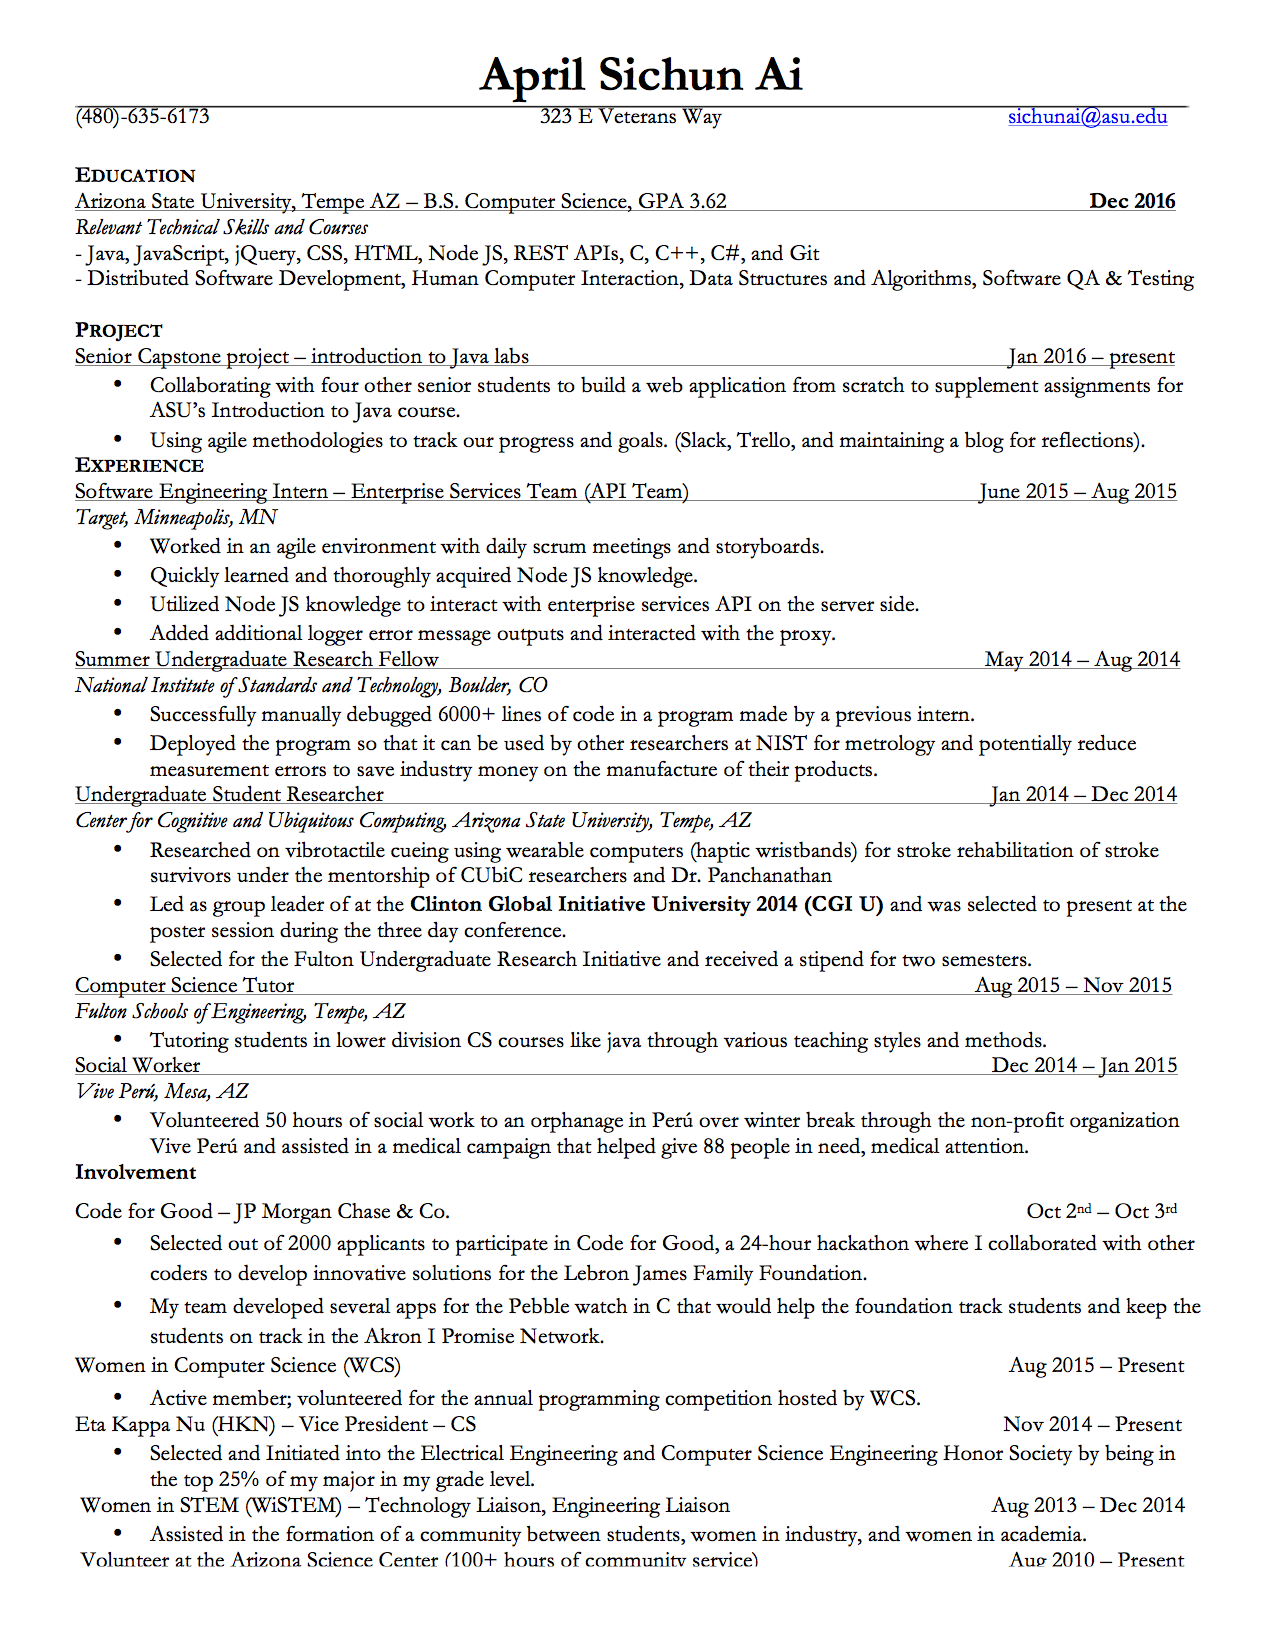 April Sichun Ai
(480)-635-6173 323 E Veterans Way sichunai@asu.edu
EDUCATION
Arizona State University, Tempe AZ – B.S. Computer Science, GPA 3.62 Dec 2016
Relevant Technical Skills and Courses
- Java, JavaScript, jQuery, CSS, HTML, Node JS, REST APIs, C, C++, C#, and Git
- Distributed Software Development, Human Computer Interaction, Data Structures and Algorithms, Software QA & Testing
PROJECT
Senior Capstone project – introduction to Java labs Jan 2016 – present
• Collaborating with four other senior students to build a web application from scratch to supplement assignments for
ASU's Introduction to Java course.
• Using agile methodologies to track our progress and goals. (Slack, Trello, and maintaining a blog for reflections).
EXPERIENCE
Software Engineering Intern – Enterprise Services Team (API Team) June 2015 – Aug 2015
Target, Minneapolis, MN
• Worked in an agile environment with daily scrum meetings and storyboards.
• Quickly learned and thoroughly acquired Node JS knowledge.
• Utilized Node JS knowledge to interact with enterprise services API on the server side.
• Added additional logger error message outputs and interacted with the proxy.
Summer Undergraduate Research Fellow May 2014 – Aug 2014
National Institute of Standards and Technology, Boulder, CO
• Successfully manually debugged 6000+ lines of code in a program made by a previous intern.
• Deployed the program so that it can be used by other researchers at NIST for metrology and potentially reduce
measurement errors to save industry money on the manufacture of their products.
Undergraduate Student Researcher Jan 2014 – Dec 2014
Center for Cognitive and Ubiquitous Computing, Arizona State University, Tempe, AZ
• Researched on vibrotactile cueing using wearable computers (haptic wristbands) for stroke rehabilitation of stroke
survivors under the mentorship of CUbiC researchers and Dr. Panchanathan
• Led as group leader of at the Clinton Global Initiative University 2014 (CGI U) and was selected to present at the
poster session during the three day conference.
• Selected for the Fulton Undergraduate Research Initiative and received a stipend for two semesters.
Computer Science Tutor Aug 2015 – Nov 2015
Fulton Schools of Engineering, Tempe, AZ
• Tutoring students in lower division CS courses like java through various teaching styles and methods.
Social Worker Dec 2014 – Jan 2015
Vive Perú, Mesa, AZ
• Volunteered 50 hours of social work to an orphanage in Perú over winter break through the non-profit organization
Vive Perú and assisted in a medical campaign that helped give 88 people in need, medical attention.
Involvement
Code for Good – JP Morgan Chase & Co. Oct 2nd – Oct 3rd
• Selected out of 2000 applicants to participate in Code for Good, a 24-hour hackathon where I collaborated with other
coders to develop innovative solutions for the Lebron James Family Foundation.
• My team developed several apps for the Pebble watch in C that would help the foundation track students and keep the
students on track in the Akron I Promise Network.
Women in Computer Science (WCS) Aug 2015 – Present
• Active member; volunteered for the annual programming competition hosted by WCS.
Eta Kappa Nu (HKN) – Vice President – CS Nov 2014 – Present
• Selected and Initiated into the Electrical Engineering and Computer Science Engineering Honor Society by being in
the top 25% of my major in my grade level.
Women in STEM (WiSTEM) – Technology Liaison, Engineering Liaison Aug 2013 – Dec 2014
• Assisted in the formation of a community between students, women in industry, and women in academia.
Volunteer at the Arizona Science Center (100+ hours of community service) Aug 2010 – Present